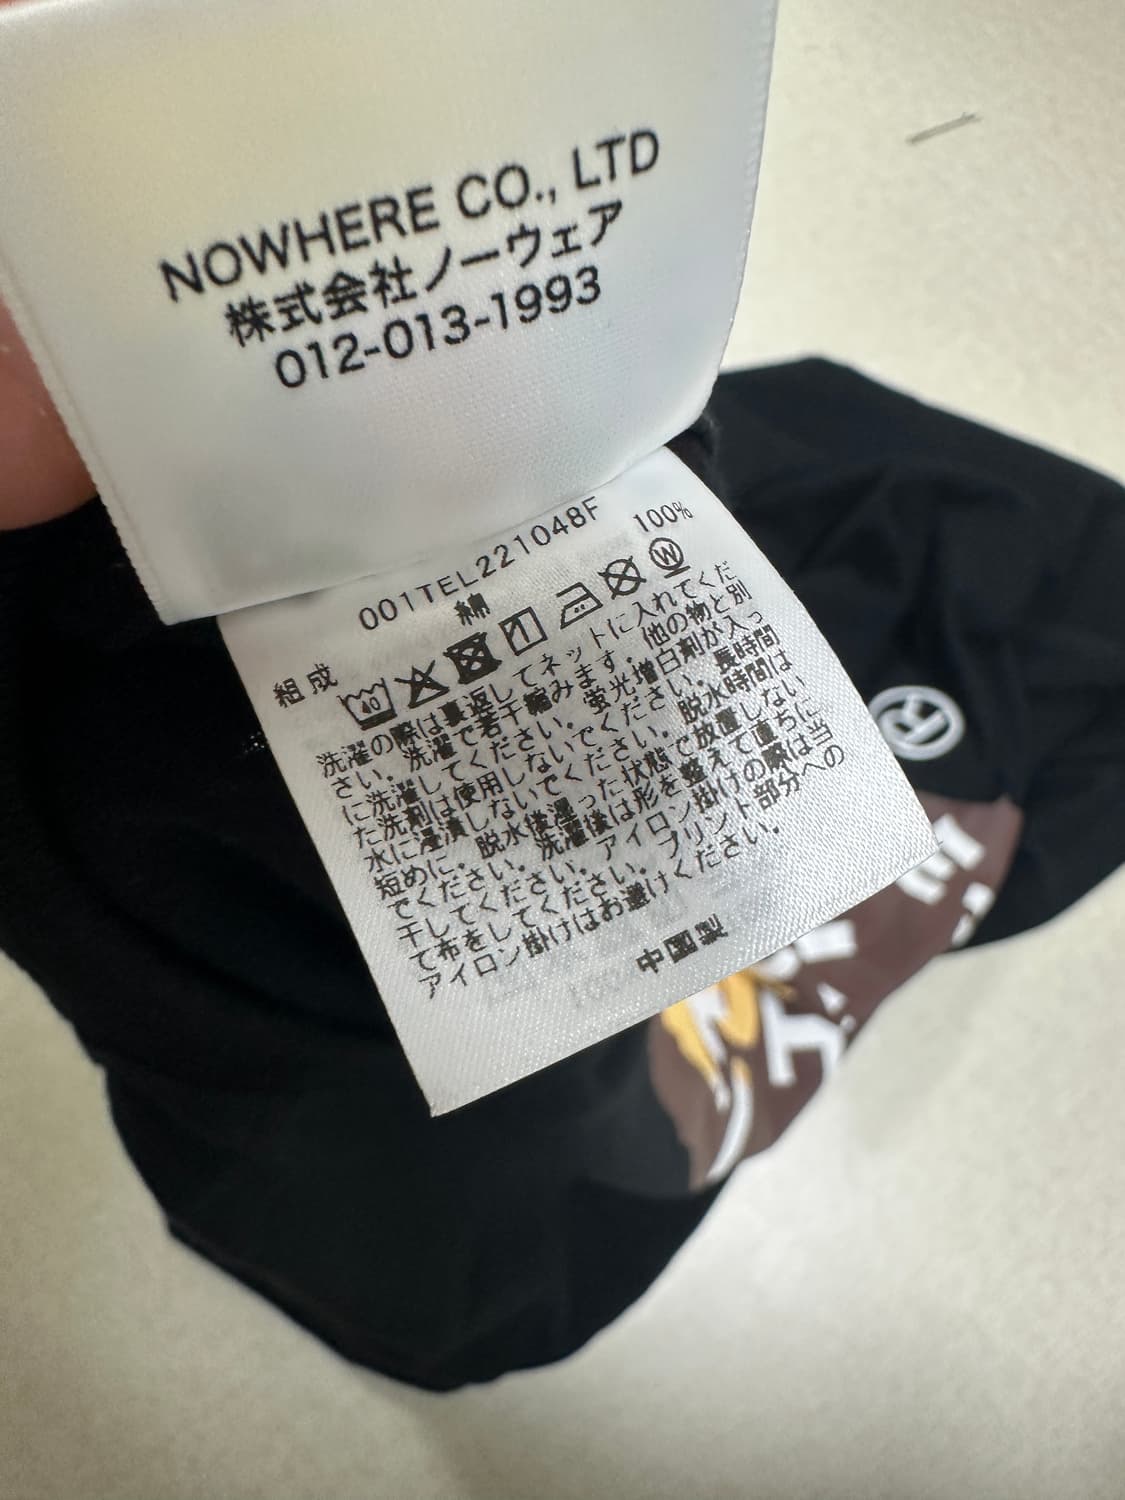 NOWHERE CO., LTD
株式会社ノーウェア
012-013-1993
001TEL221048F
組成 綿 100%
40 W
洗濯の際は裏返してネットに入れてくだ
さい。洗濯で若干縮みます。他の物と別
に洗濯してください。蛍光増白剤が入っ
た洗剤は使用しないでください。長時間
水に浸漬しないでください。脱水時間は
短めに。脱水後湿った状態で放置しない
でください。洗濯後は形を整えて直ちに
干してください。アイロン掛けの際は当
て布をしてください。プリント部分への
アイロン掛けはお避けください。
中国製
®